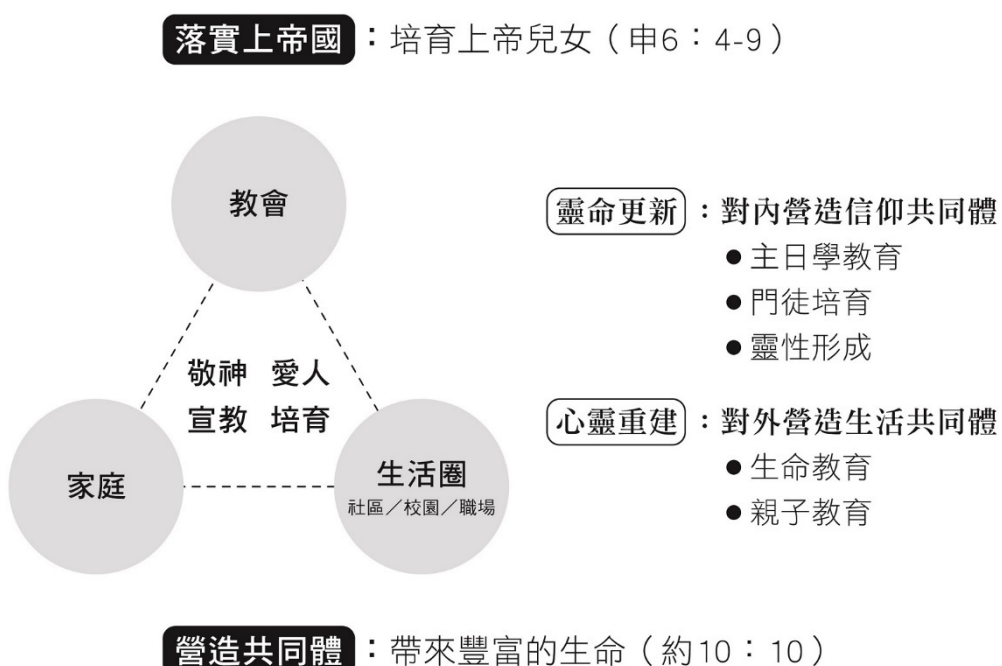 落實上帝國：培育上帝兒女（申6：4-9）
教會
敬神 愛人
宣教 培育
家庭
生活圈
社區／校園／職場
靈命更新：對內營造信仰共同體
●主日學教育
●門徒培育
●靈性形成
心靈重建：對外營造生活共同體
●生命教育
●親子教育
營造共同體：帶來豐富的生命（約10：10）